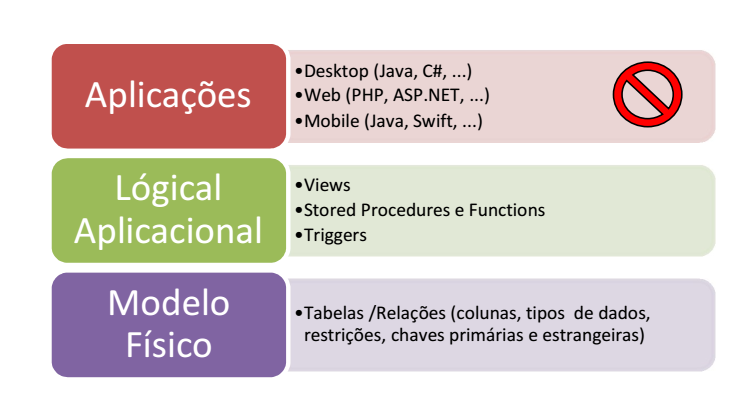 Aplicações
•Desktop (Java, C#, ...)
•Web (PHP, ASP.NET, ...)
•Mobile (Java, Swift, ...)
Lógical
Aplicacional
•Views
•Stored Procedures e Functions
•Triggers
Modelo
Físico
•Tabelas /Relações (colunas, tipos de dados,
restrições, chaves primárias e estrangeiras)